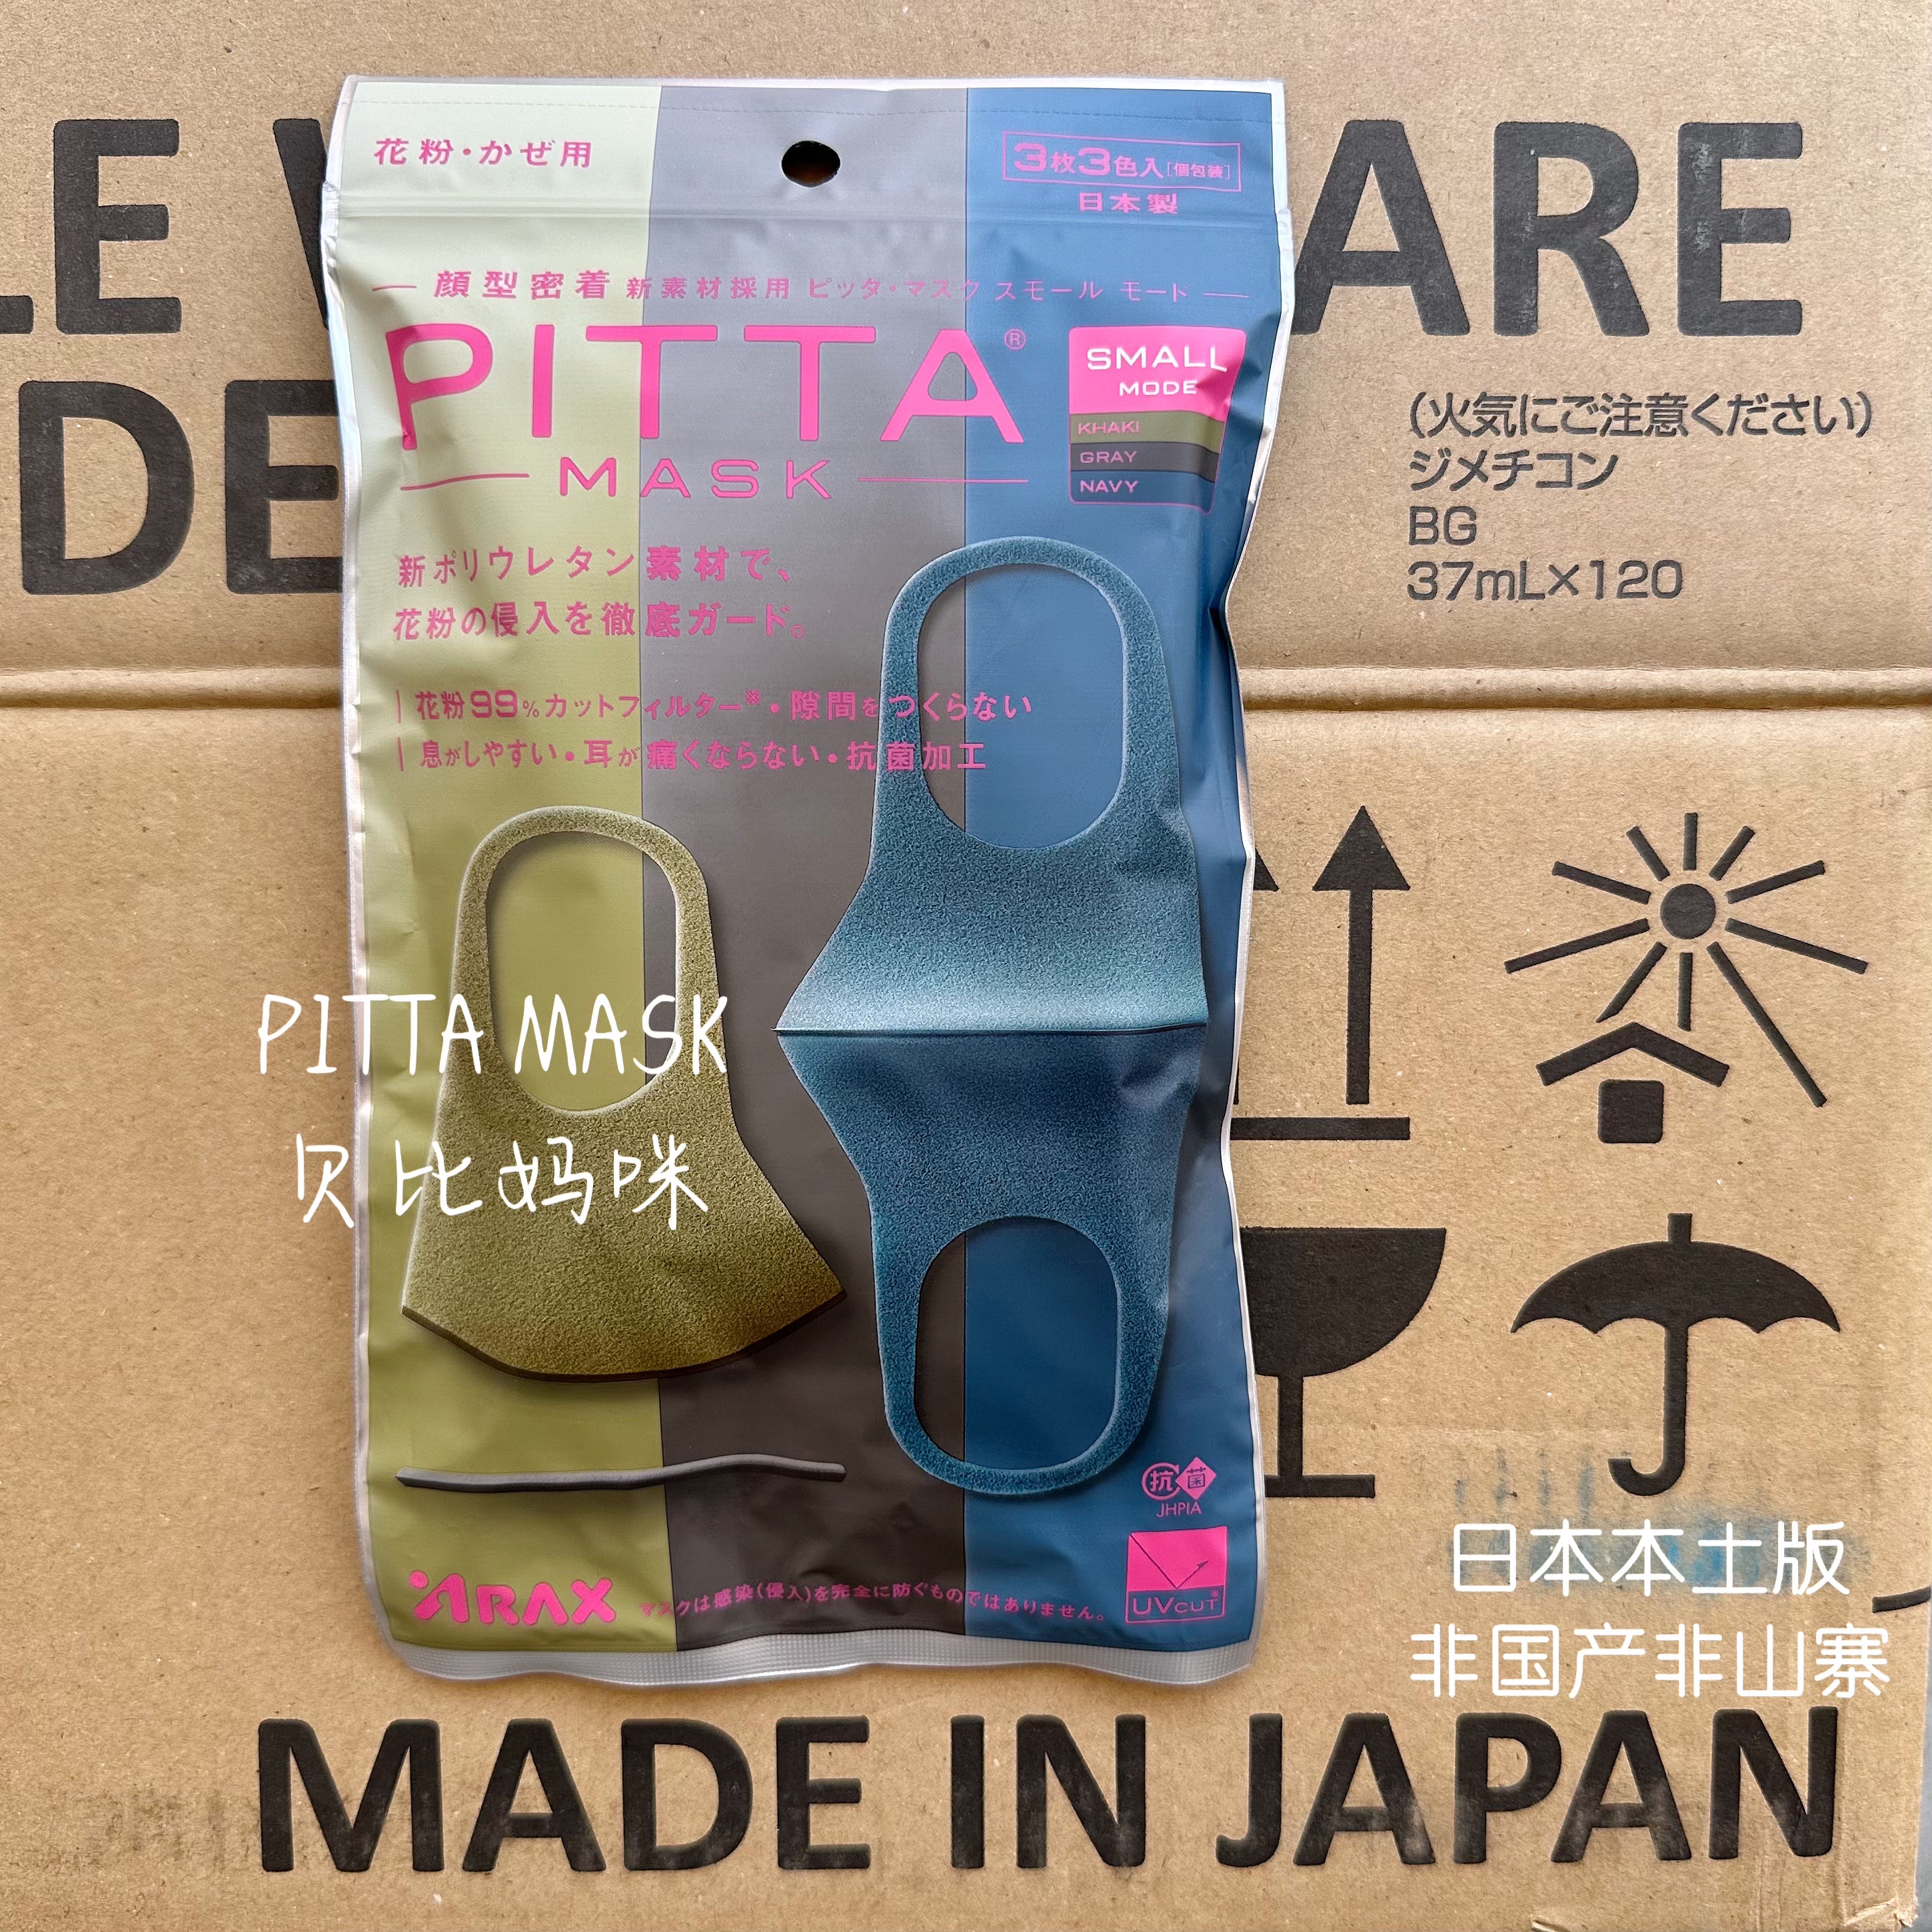 ARE
DE
(火気にご注意ください)
ジメチコン
BG
37mL×120
花粉・かぜ用
3枚3色入[個包装]
日本製
顔型密着 新素材採用 ピッタ・マスク スモール モード
PITTA®
MASK
SMALL
MODE
KHAKI
GRAY
NAVY
新ポリウレタン素材で、
花粉の侵入を徹底ガード。
花粉99%カットフィルター※・隙間をつくらない
息がしやすい・耳が痛くならない・抗菌加工
PITTA MASK
贝比妈咪
抗菌
JHPIA
UV CUT
ARAX
マスクは感染(侵入)を完全に防ぐものではありません。
日本本土版
非国产非山寨
MADE IN JAPAN